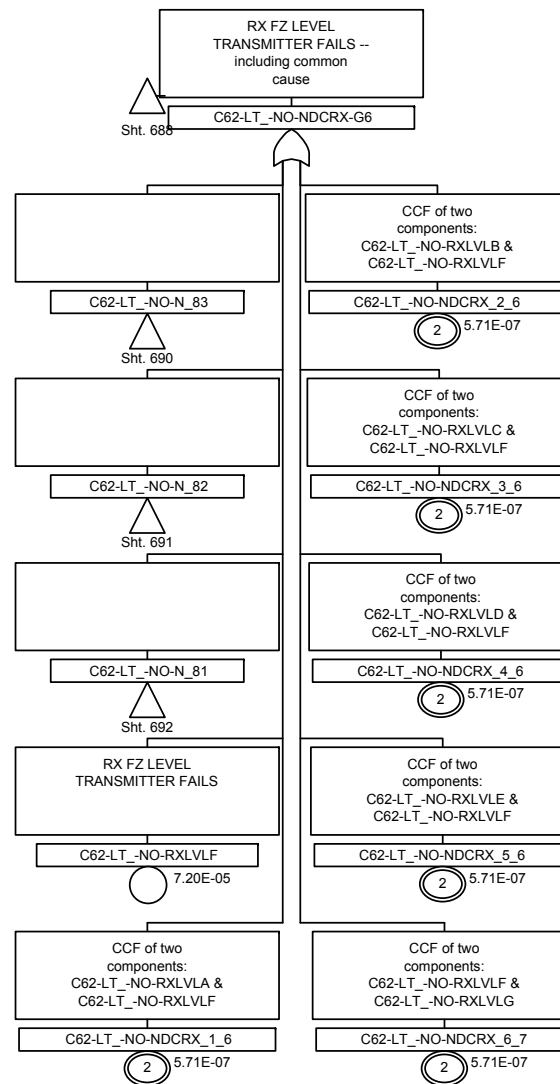 RX FZ LEVEL
TRANSMITTER FAILS --
including common
cause
C62-LT_-NO-NDCRX-G6
Sht. 688
C62-LT_-NO-N_83
Sht. 690
CCF of two
components:
C62-LT_-NO-RXLVLB &
C62-LT_-NO-RXLVLF
C62-LT_-NO-NDCRX_2_6
2
5.71E-07
C62-LT_-NO-N_82
Sht. 691
CCF of two
components:
C62-LT_-NO-RXLVLC &
C62-LT_-NO-RXLVLF
C62-LT_-NO-NDCRX_3_6
2
5.71E-07
C62-LT_-NO-N_81
Sht. 692
CCF of two
components:
C62-LT_-NO-RXLVLD &
C62-LT_-NO-RXLVLF
C62-LT_-NO-NDCRX_4_6
2
5.71E-07
RX FZ LEVEL
TRANSMITTER FAILS
C62-LT_-NO-RXLVLF
7.20E-05
CCF of two
components:
C62-LT_-NO-RXLVLE &
C62-LT_-NO-RXLVLF
C62-LT_-NO-NDCRX_5_6
2
5.71E-07
CCF of two
components:
C62-LT_-NO-RXLVLA &
C62-LT_-NO-RXLVLF
C62-LT_-NO-NDCRX_1_6
2
5.71E-07
CCF of two
components:
C62-LT_-NO-RXLVLF &
C62-LT_-NO-RXLVLG
C62-LT_-NO-NDCRX_6_7
2
5.71E-07